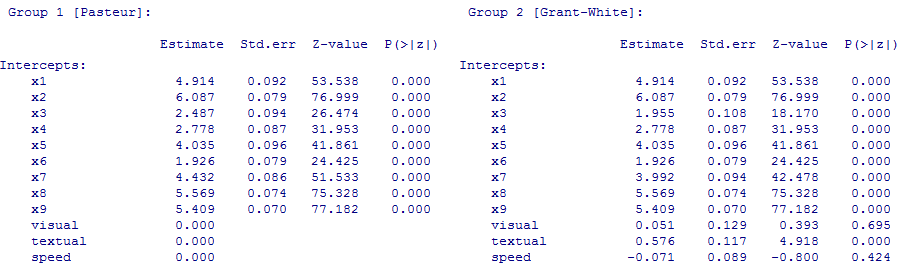 Group 1 [Pasteur]: Group 2 [Grant-White]:
Estimate Std.err Z-value P(>|z|) Estimate Std.err Z-value P(>|z|)
Intercepts: Intercepts:
x1 4.914 0.092 53.538 0.000 x1 4.914 0.092 53.538 0.000
x2 6.087 0.079 76.999 0.000 x2 6.087 0.079 76.999 0.000
x3 2.487 0.094 26.474 0.000 x3 1.955 0.108 18.170 0.000
x4 2.778 0.087 31.953 0.000 x4 2.778 0.087 31.953 0.000
x5 4.035 0.096 41.861 0.000 x5 4.035 0.096 41.861 0.000
x6 1.926 0.079 24.425 0.000 x6 1.926 0.079 24.425 0.000
x7 4.432 0.086 51.533 0.000 x7 3.992 0.094 42.478 0.000
x8 5.569 0.074 75.328 0.000 x8 5.569 0.074 75.328 0.000
x9 5.409 0.070 77.182 0.000 x9 5.409 0.070 77.182 0.000
visual 0.000 visual 0.051 0.129 0.393 0.695
textual 0.000 textual 0.576 0.117 4.918 0.000
speed 0.000 speed -0.071 0.089 -0.800 0.424